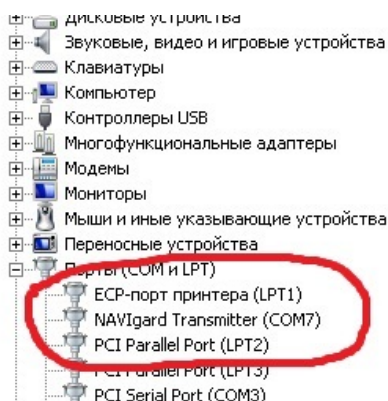 Дисковые устройства
Звуковые, видео и игровые устройства
Клавиатуры
Компьютер
Контроллеры USB
Многофункциональные адаптеры
Модемы
Мониторы
Мыши и иные указывающие устройства
Переносные устройства
Порты (COM и LPT)
ECP-порт принтера (LPT1)
NAVIgard Transmitter (COM7)
PCI Parallel Port (LPT2)
PCI Parallel Port (LPT3)
PCI Serial Port (COM3)